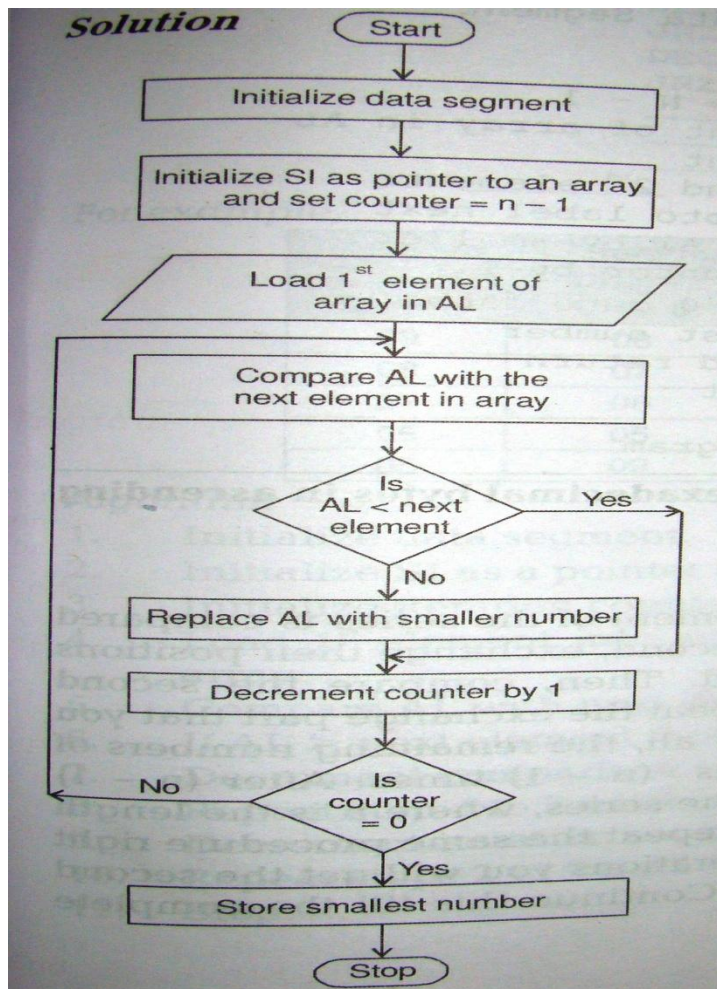 Solution
Start
Initialize data segment
Initialize SI as pointer to an array
and set counter = n – 1
Load 1st element of
array in AL
Compare AL with the
next element in array
Is
AL < next
element
Yes
No
Replace AL with smaller number
Decrement counter by 1
Is
counter
= 0
No
Yes
Store smallest number
Stop